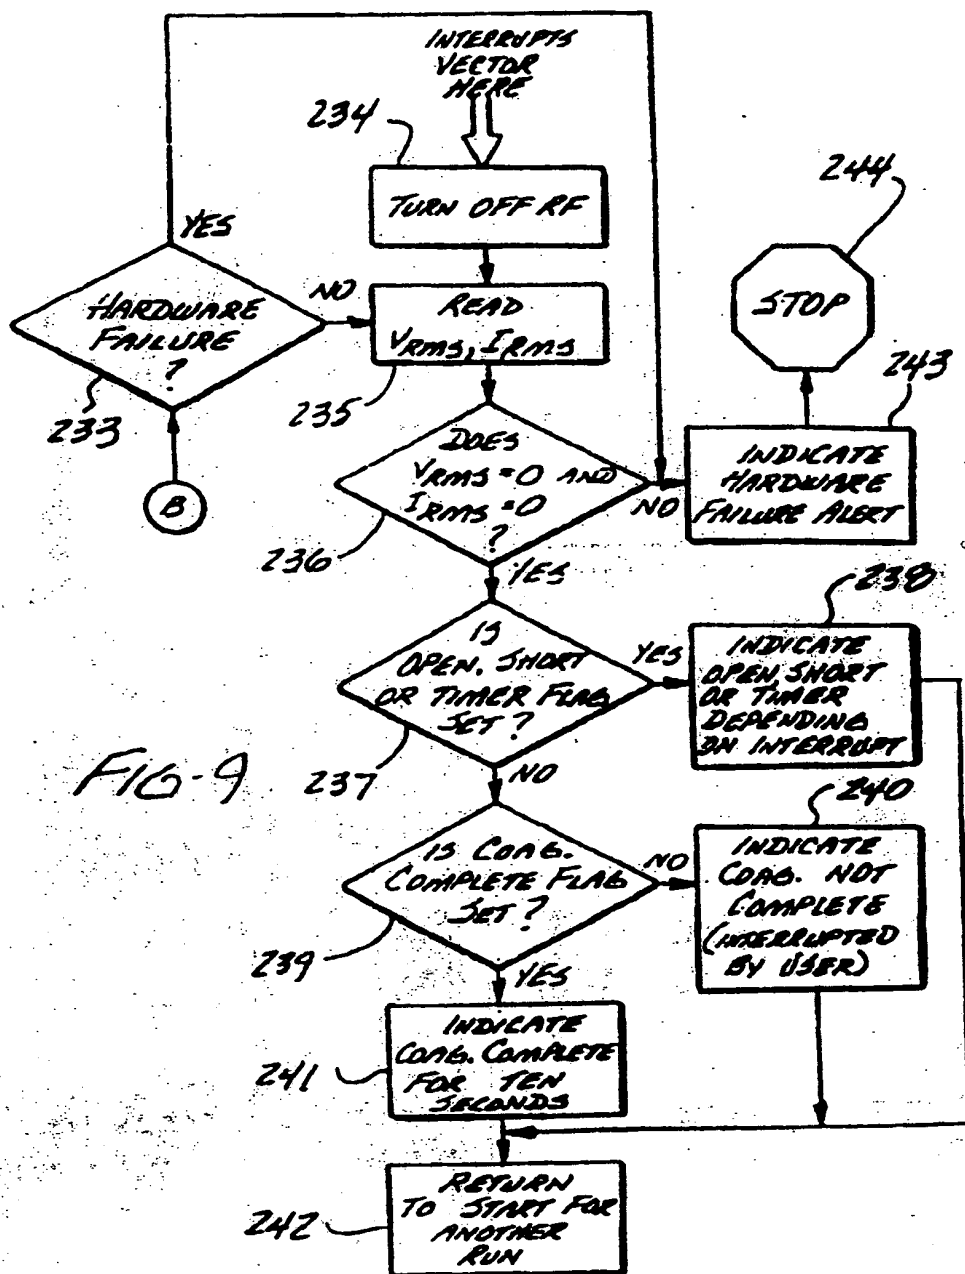 INTERRUPTS
VECTOR
HERE
234
TURN OFF RF
244
STOP
YES
HARDWARE
FAILURE
?
233
NO
READ
VRMS, IRMS
235
B
DOES
VRMS = 0 AND
IRMS = 0
?
236
NO
243
INDICATE
HARDWARE
FAILURE ALERT
YES
IS
OPEN. SHORT
OR TIMER FLAG
SET?
237
YES
238
INDICATE
OPEN, SHORT
OR TIMER
DEPENDING
ON INTERRUPT
FIG-9
NO
IS COAG.
COMPLETE FLAG
SET?
239
NO
240
INDICATE
COAG. NOT
COMPLETE
(INTERRUPTED
BY USER)
YES
INDICATE
COAG. COMPLETE
FOR TEN
SECONDS
241
RETURN
TO START FOR
ANOTHER
RUN
242